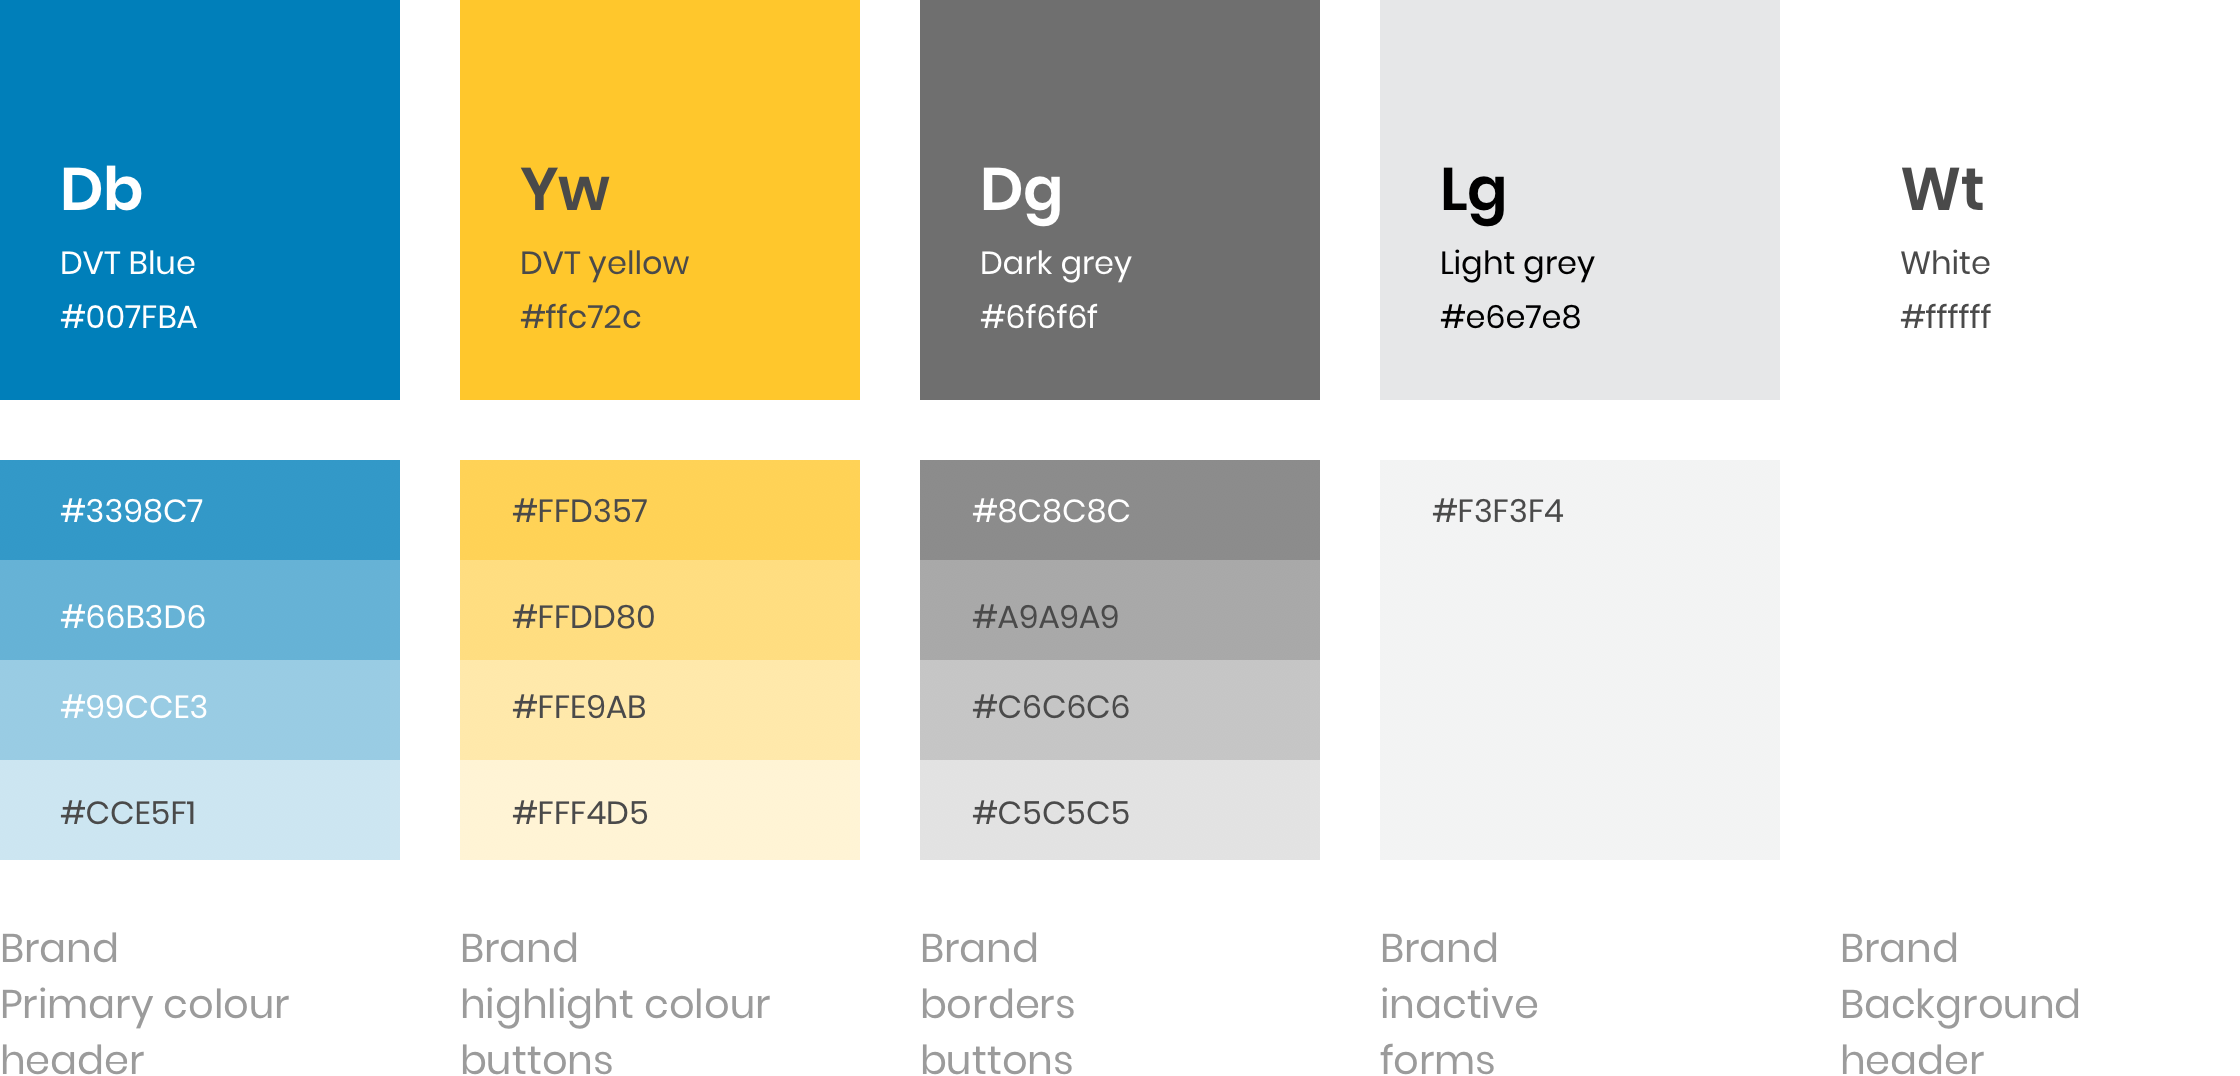 Db
DVT Blue
#007FBA
Yw
DVT yellow
#ffc72c
Dg
Dark grey
#6f6f6f
Lg
Light grey
#e6e7e8
Wt
White
#ffffff
#3398C7
#66B3D6
#99CCE3
#CCE5F1
#FFD357
#FFDD80
#FFE9AB
#FFF4D5
#8C8C8C
#A9A9A9
#C6C6C6
#C5C5C5
#F3F3F4
Brand
Primary colour
header
Brand
highlight colour
buttons
Brand
borders
buttons
Brand
inactive
forms
Brand
Background
header